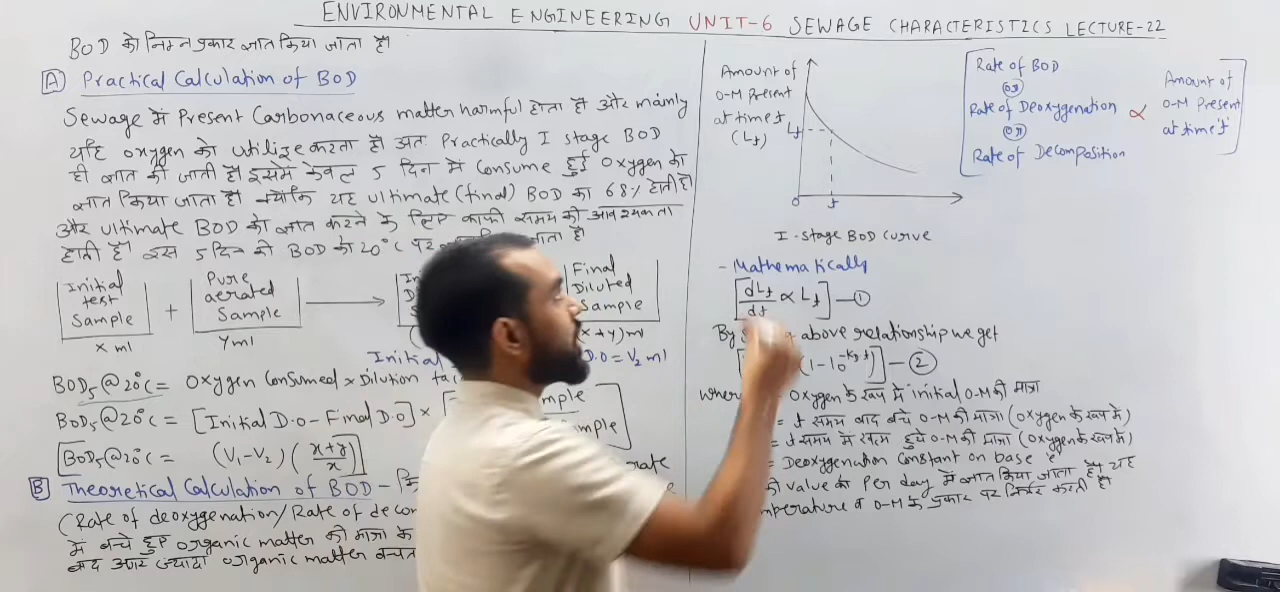 ENVIRONMENTAL ENGINEERING UNIT-6 SEWAGE CHARACTERISTICS LECTURE-22
BOD को निम्न प्रकार ज्ञात किया जाता है।
A Practical Calculation of BOD
Sewage में Present Carbonaceous matter harmful होता है और mainly
यही oxygen को utilize करता है अतः Practically I stage BOD
ही ज्ञात की जाती है। इसमें केवल 5 दिन में Consume हुई Oxygen को
ज्ञात किया जाता है। क्योंकि यह ultimate (final) BOD का 68% होती है
और ultimate BOD को ज्ञात करने के लिए काफी समय की आवश्यकता
होती है। इस 5 दिन की BOD को 20°C पर जाता है
Initial test Sample
+
Pure aerated Sample
Final Diluted Sample
x ml
y ml
(x+y) ml
Initial
D.O = V₂ ml
BOD₅@20°C = Oxygen Consumed × Dilution
BOD₅@20°C = [Initial D.O - Final D.O] ×
BOD₅@20°C = (V₁-V₂) (x+y/x)
B Theoretical Calculation of BOD -
rate
(Rate of deoxygenation/Rate of
में बचे हुए organic matter की मात्रा के
बाद अगर ज्यादा organic matter
Amount of
O-M Present
at time t
(Lt)
Lt
0
t
I-stage BOD curve
Rate of BOD
or
Rate of Deoxygenation
or
Rate of Decomposition
∝
Amount of
O-M Present
at time 't'
- Mathematically
[dLt/dt ∝ Lt] —①
By above relationship we get
(1-10^-KD.t)] —②
where
Oxygen के रूप में initial O-M की मात्रा
= t समय बाद बचे O-M की मात्रा (Oxygen के रूप में)
= t समय में खत्म हुये O-M की मात्रा (Oxygen के रूप में)
= Deoxygenation Constant on base 'e'
की value को Per day में ज्ञात किया जाता है। यह
व O-M के प्रकार पर निर्भर करती है